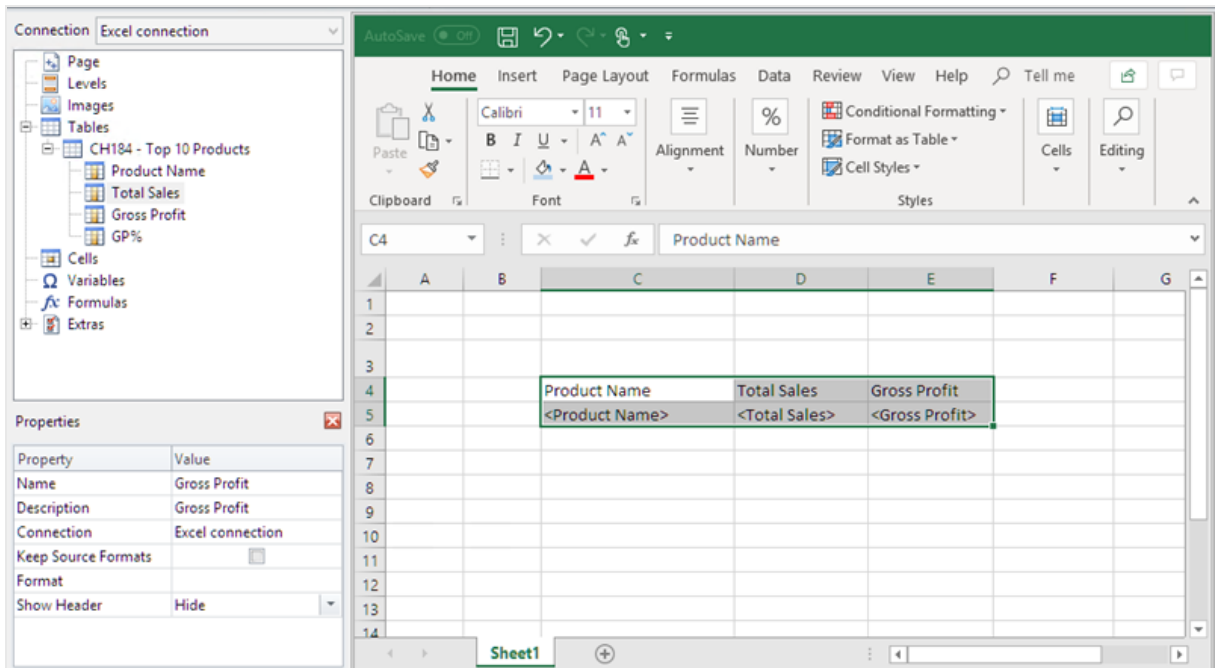 Connection Excel connection
Page
Levels
Images
Tables
CH184 - Top 10 Products
Product Name
Total Sales
Gross Profit
GP%
Cells
Variables
Formulas
Extras
Properties
Property Value
Name Gross Profit
Description Gross Profit
Connection Excel connection
Keep Source Formats
Format
Show Header Hide
AutoSave Off
Home Insert Page Layout Formulas Data Review View Help Tell me
Paste
Clipboard
Calibri 11
B I U A A
A
Font
Alignment
%
Number
Conditional Formatting
Format as Table
Cell Styles
Styles
Cells
Editing
C4 fx Product Name
A B C D E F G
1
2
3
4 Product Name Total Sales Gross Profit
5 <Product Name> <Total Sales> <Gross Profit>
6
7
8
9
10
11
12
13
14
Sheet1